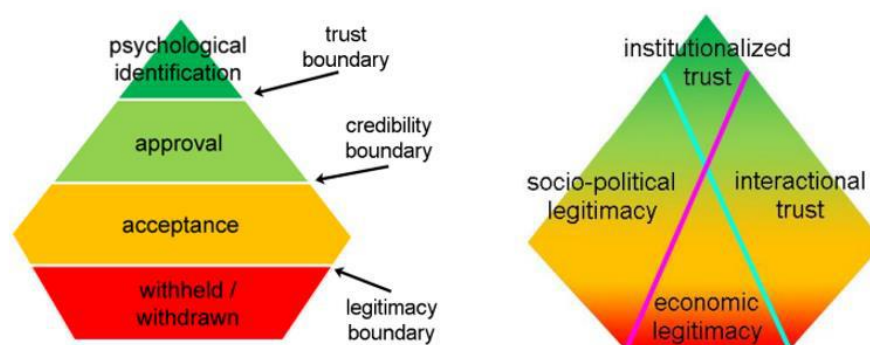 psychological
identification
trust
boundary
approval
credibility
boundary
acceptance
withheld /
withdrawn
legitimacy
boundary
institutionalized
trust
socio-political
legitimacy
interactional
trust
economic
legitimacy